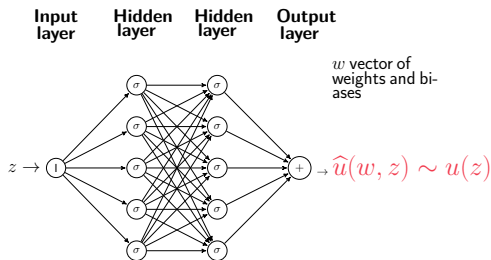 Input layer
Hidden layer
Hidden layer
Output layer
w vector of
weights and bi-
ases
σ σ
σ σ
z → I σ σ + → û(w, z) ∼ u(z)
σ σ
σ σ